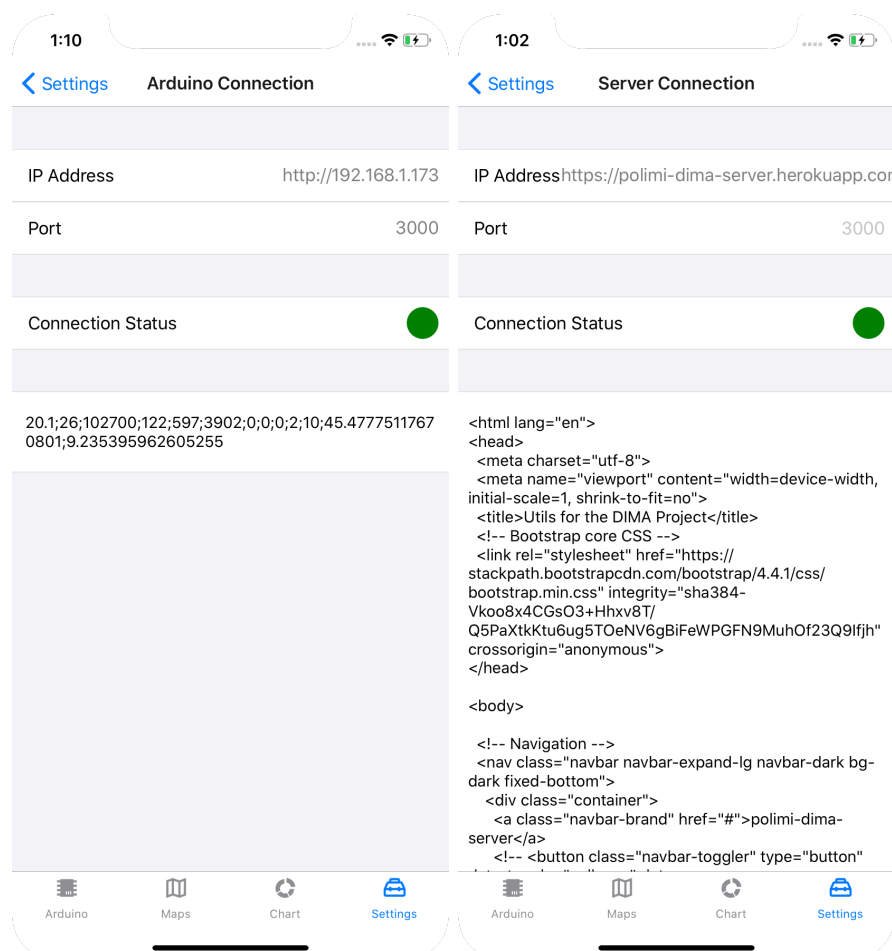 1:10
Settings
Arduino Connection
IP Address
http://192.168.1.173
Port
3000
Connection Status
20.1;26;102700;122;597;3902;0;0;0;2;10;45.4777511767
0801;9.235395962605255
Arduino
Maps
Chart
Settings
1:02
Settings
Server Connection
IP Address
https://polimi-dima-server.herokuapp.cor
Port
3000
Connection Status
<html lang="en">
<head>
<meta charset="utf-8">
<meta name="viewport" content="width=device-width,
initial-scale=1, shrink-to-fit=no">
<title>Utils for the DIMA Project</title>
<!-- Bootstrap core CSS -->
<link rel="stylesheet" href="https://
stackpath.bootstrapcdn.com/bootstrap/4.4.1/css/
bootstrap.min.css" integrity="sha384-
Vkoo8x4CGsO3+Hhxv8T/
Q5PaXtkKtu6ug5TOeNV6gBiFeWPGFN9MuhOf23Q9Ifjh"
crossorigin="anonymous">
</head>
<body>
<!-- Navigation -->
<nav class="navbar navbar-expand-lg navbar-dark bg-
dark fixed-bottom">
<div class="container">
<a class="navbar-brand" href="#">polimi-dima-
server</a>
<!-- <button class="navbar-toggler" type="button"
Arduino
Maps
Chart
Settings